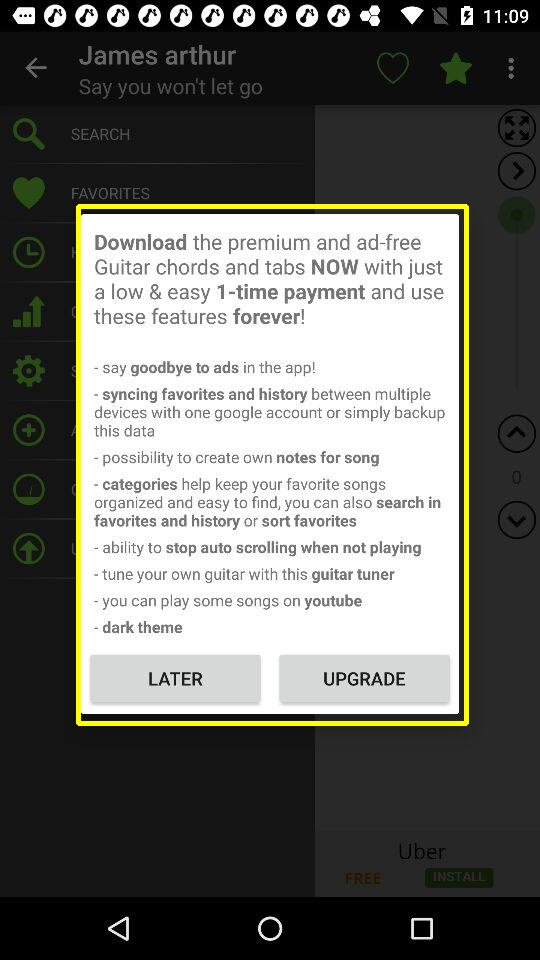 11:09
James arthur
Say you won't let go
SEARCH
FAVORITES
Download the premium and ad-free
Guitar chords and tabs NOW with just
a low & easy 1-time payment and use
these features forever!
- say goodbye to ads in the app!
- syncing favorites and history between multiple
devices with one google account or simply backup
this data
- possibility to create own notes for song
- categories help keep your favorite songs
organized and easy to find, you can also search in
favorites and history or sort favorites
- ability to stop auto scrolling when not playing
- tune your own guitar with this guitar tuner
- you can play some songs on youtube
- dark theme
LATER
UPGRADE
0
Uber
FREE
INSTALL